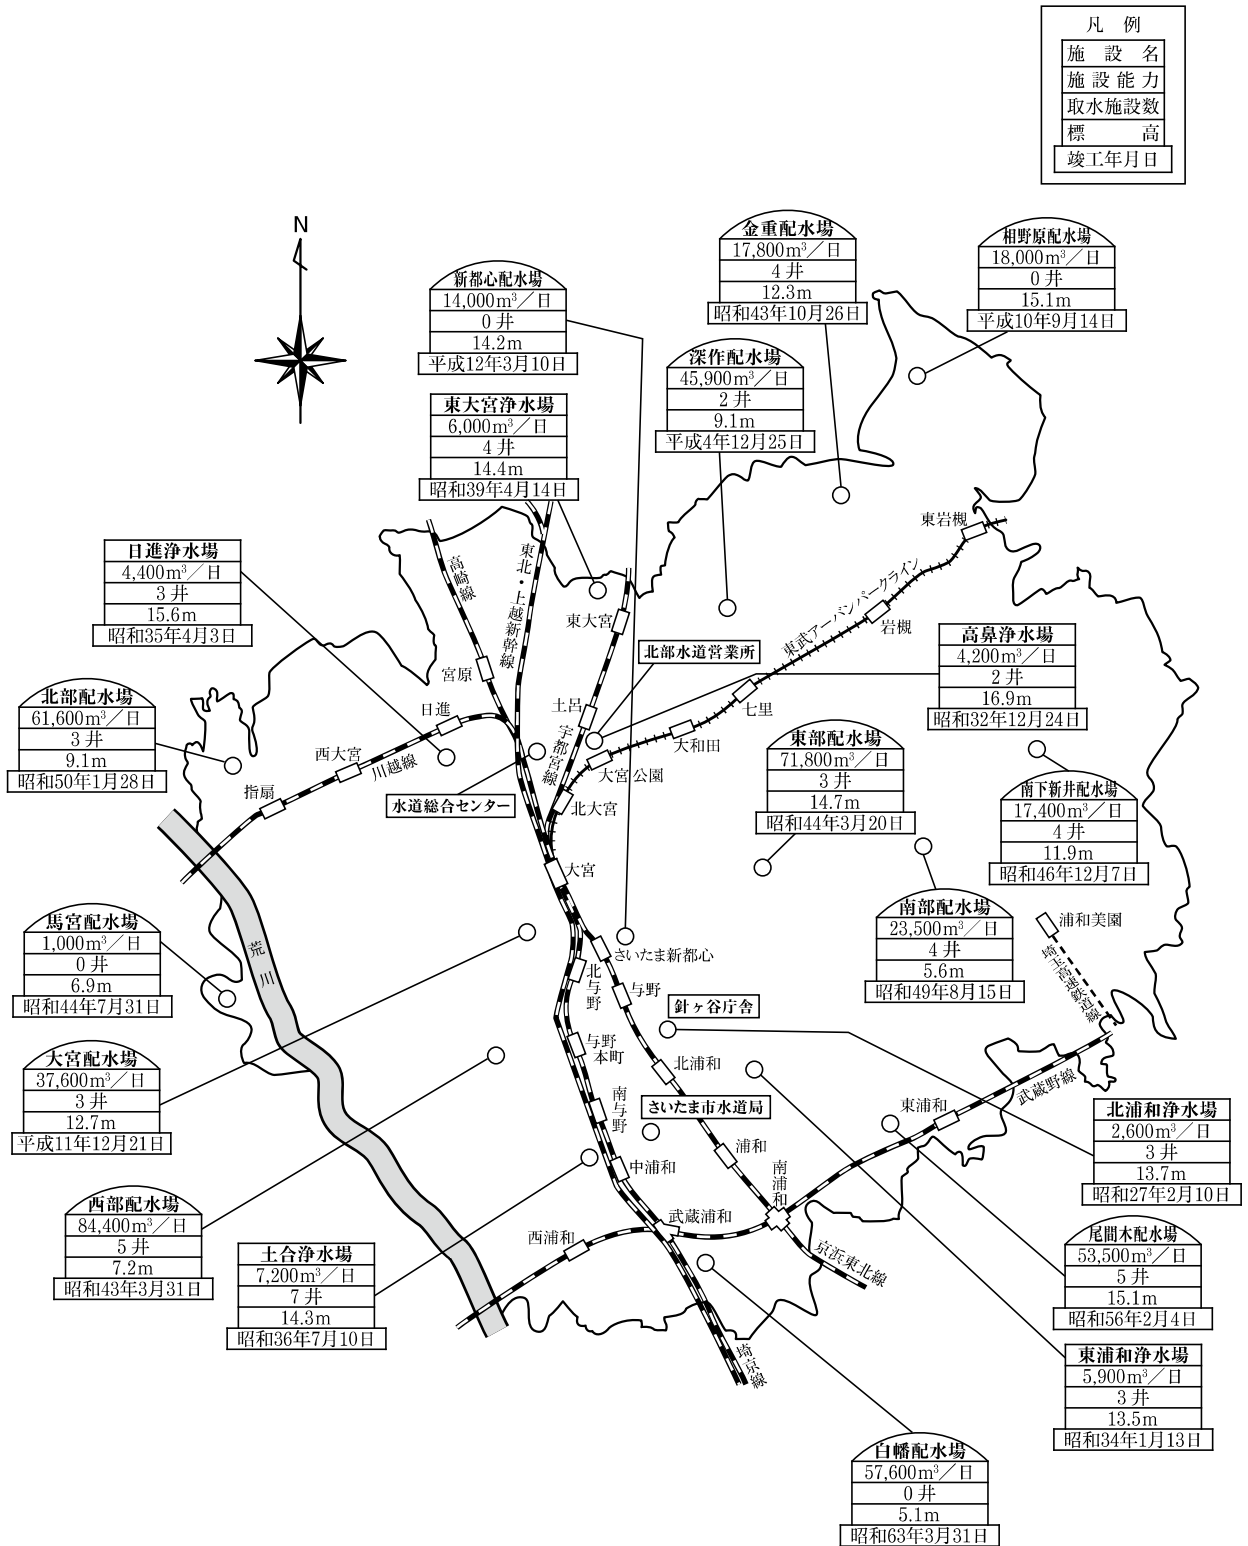 凡　例
施　設　名
施設能力
取水施設数
標　　　高
竣工年月日
N
金重配水場
17,800m³／日
4 井
12.3m
昭和43年10月26日
相野原配水場
18,000m³／日
0 井
15.1m
平成10年9月14日
新都心配水場
14,000m³／日
0 井
14.2m
平成12年3月10日
深作配水場
45,900m³／日
2 井
9.1m
平成4年12月25日
東大宮浄水場
6,000m³／日
4 井
14.4m
昭和39年4月14日
日進浄水場
4,400m³／日
3 井
15.6m
昭和35年4月3日
高鼻浄水場
4,200m³／日
2 井
16.9m
昭和32年12月24日
北部配水場
61,600m³／日
3 井
9.1m
昭和50年1月28日
東部配水場
71,800m³／日
3 井
14.7m
昭和44年3月20日
南下新井配水場
17,400m³／日
4 井
11.9m
昭和46年12月7日
馬宮配水場
1,000m³／日
0 井
6.9m
昭和44年7月31日
南部配水場
23,500m³／日
4 井
5.6m
昭和49年8月15日
大宮配水場
37,600m³／日
3 井
12.7m
平成11年12月21日
北浦和浄水場
2,600m³／日
3 井
13.7m
昭和27年2月10日
西部配水場
84,400m³／日
5 井
7.2m
昭和43年3月31日
土合浄水場
7,200m³／日
7 井
14.3m
昭和36年7月10日
尾間木配水場
53,500m³／日
5 井
15.1m
昭和56年2月4日
東浦和浄水場
5,900m³／日
3 井
13.5m
昭和34年1月13日
白幡配水場
57,600m³／日
0 井
5.1m
昭和63年3月31日
高崎線
東北・上越新幹線
東岩槻
東武アーバンパークライン
岩槻
東大宮
北部水道営業所
宮原
日進
土呂
七里
宇都宮線
大和田
西大宮
川越線
大宮公園
指扇
水道総合センター
北大宮
大宮
浦和美園
埼玉高速鉄道線
荒川
さいたま新都心
北与野
与野
針ヶ谷庁舎
与野本町
北浦和
武蔵野線
南与野
さいたま市水道局
東浦和
浦和
中浦和
南浦和
武蔵浦和
西浦和
京浜東北線
埼京線